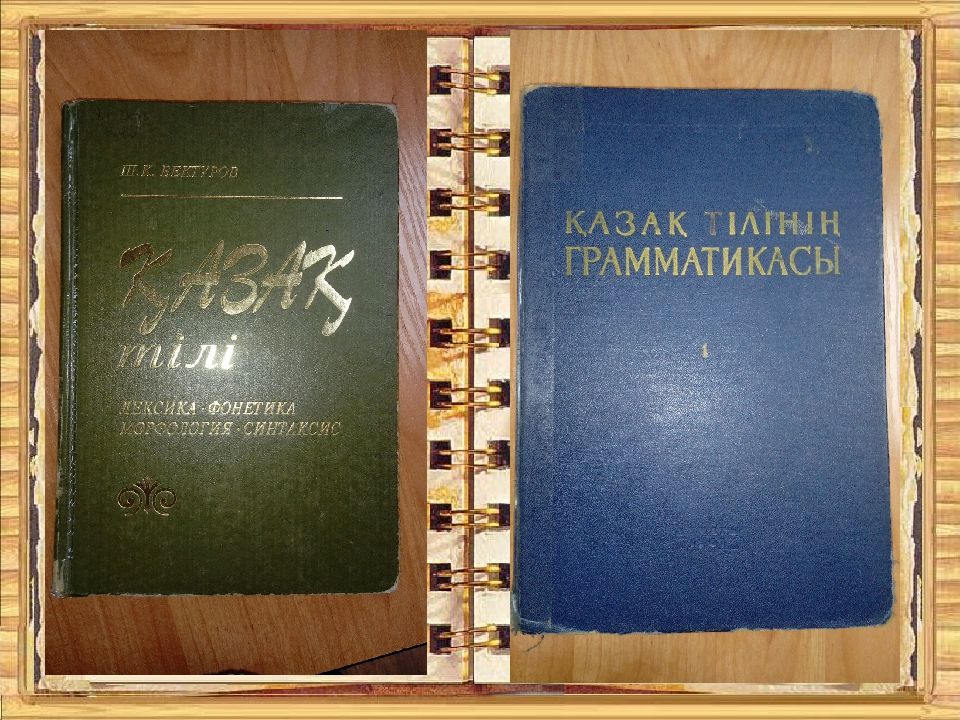 Ш.К. БЕКТУРОВ
ҚАЗАҚ
тілі
ЛЕКСИКА · ФОНЕТИКА
МОРФОЛОГИЯ · СИНТАКСИС
ҚАЗАҚ ТІЛІНІҢ
ГРАММАТИКАСЫ
1